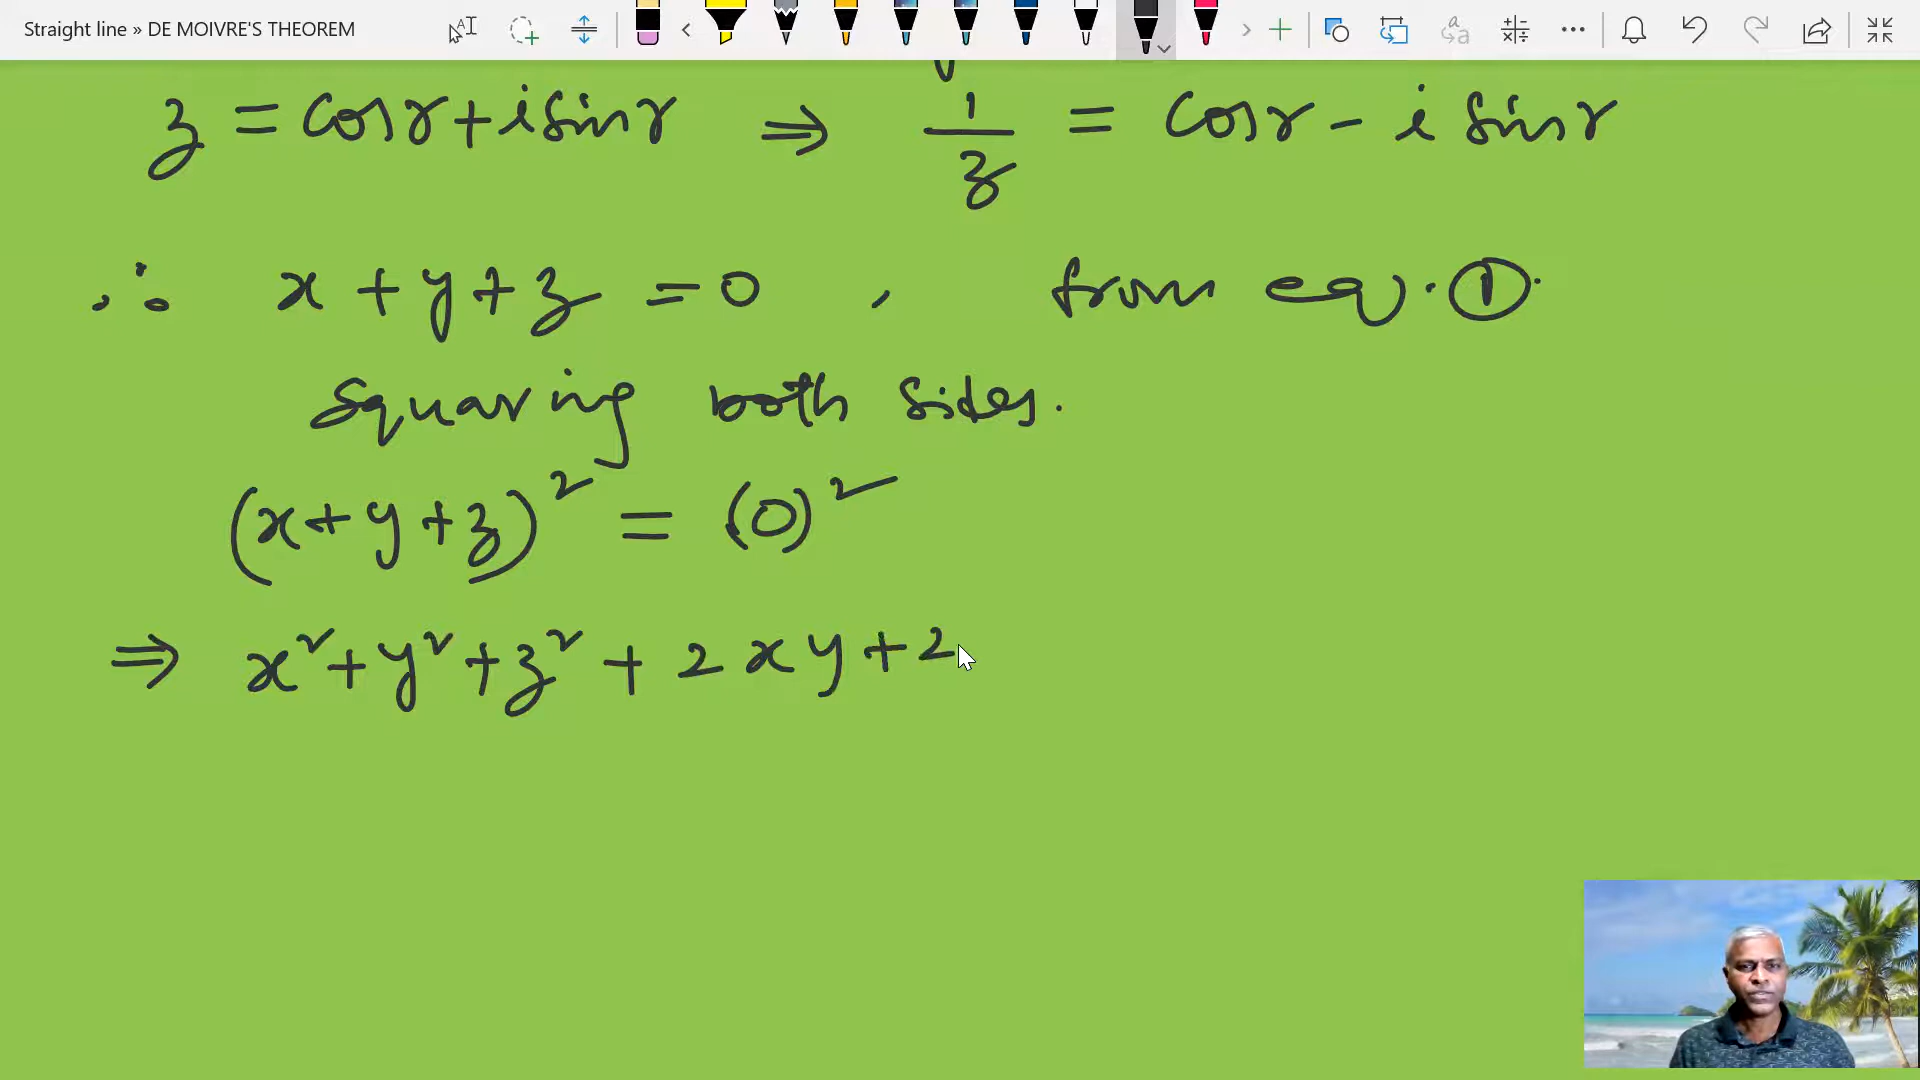 Straight line » DE MOIVRE'S THEOREM
z = cosγ + i sinγ ⇒ 1/z = cosγ - i sinγ
∴ x + y + z = 0 , from eq. ①.
Squaring both sides.
(x + y + z)² = (0)²
⇒ x² + y² + z² + 2 x y + 2